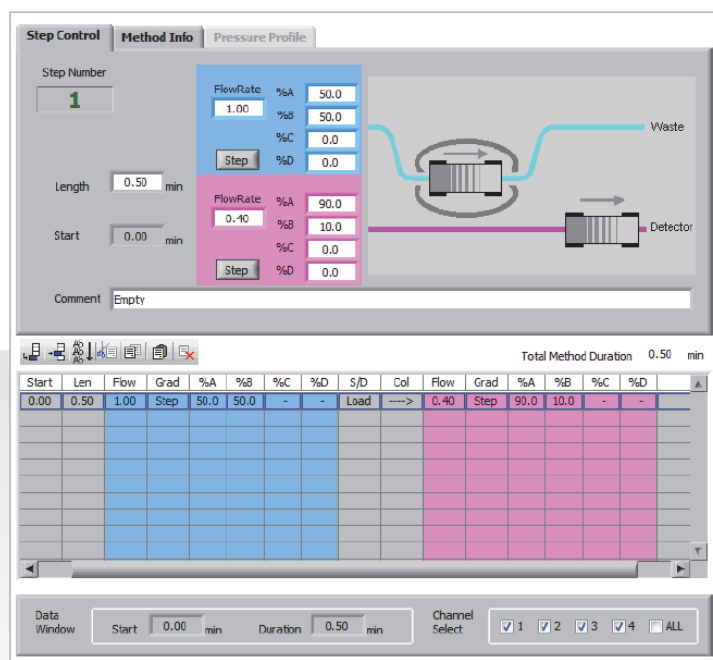 Step Control Method Info Pressure Profile
Step Number
1
FlowRate %A 50.0
1.00 %B 50.0
%C 0.0
Step %D 0.0
Waste
Length 0.50 min
FlowRate %A 90.0
0.40 %B 10.0
Start 0.00 min
%C 0.0
Step %D 0.0
Detector
Comment Empty
Ab
Ab
Ab
Total Method Duration 0.50 min
Start Len Flow Grad %A %B %C %D S/D Col Flow Grad %A %B %C %D
0.00 0.50 1.00 Step 50.0 50.0 - - Load ----> 0.40 Step 90.0 10.0 - -
Data Window Start 0.00 min Duration 0.50 min Channel Select 1 2 3 4 ALL